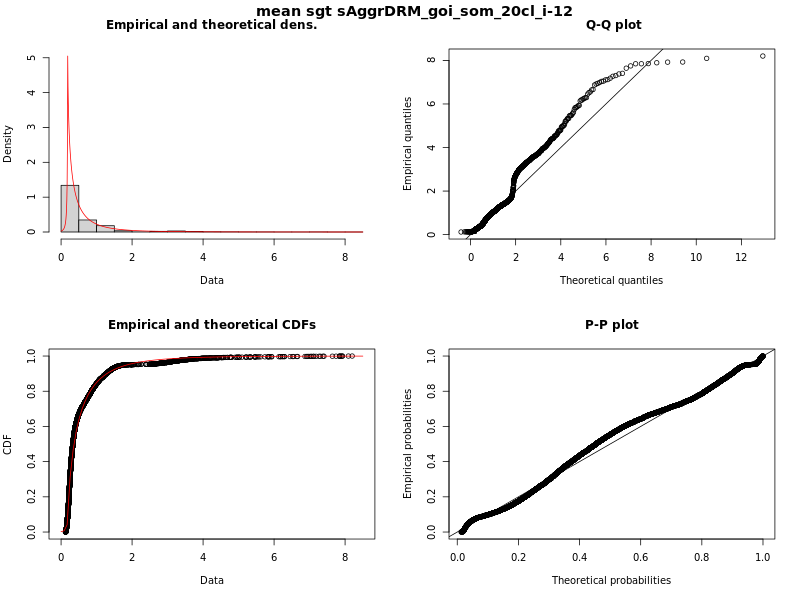 mean sgt sAggrDRM_goi_som_20cl_i-12
Empirical and theoretical dens.
Density
0 1 2 3 4 5
0 2 4 6 8
Data
Q-Q plot
Empirical quantiles
0 2 4 6 8
0 2 4 6 8 10 12
Theoretical quantiles
Empirical and theoretical CDFs
CDF
0.0 0.2 0.4 0.6 0.8 1.0
0 2 4 6 8
Data
P-P plot
Empirical probabilities
0.0 0.2 0.4 0.6 0.8 1.0
0.0 0.2 0.4 0.6 0.8 1.0
Theoretical probabilities